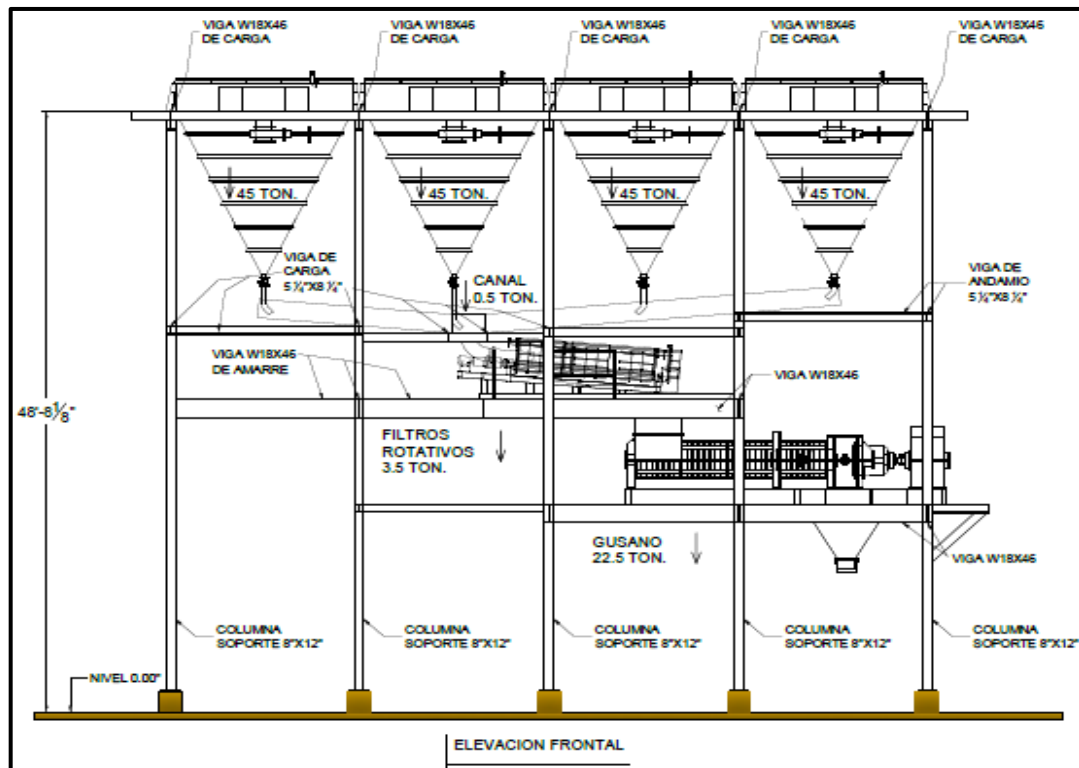 VIGA W18X46
DE CARGA
VIGA W18X46
DE CARGA
VIGA W18X46
DE CARGA
VIGA W18X46
DE CARGA
VIGA W18X46
DE CARGA
45 TON.
45 TON.
45 TON.
45 TON.
VIGA DE
CARGA
5 ¼"X8 ¼"
CANAL
0.5 TON.
VIGA DE
ANDAMIO
5 ¼"X8 ¼"
VIGA W18X46
DE AMARRE
VIGA W18X46
48'-6⅛"
FILTROS
ROTATIVOS
3.5 TON.
GUSANO
22.5 TON.
VIGA W18X46
COLUMNA
SOPORTE 8"X12"
COLUMNA
SOPORTE 8"X12"
COLUMNA
SOPORTE 8"X12"
COLUMNA
SOPORTE 8"X12"
COLUMNA
SOPORTE 8"X12"
NIVEL 0.00"
ELEVACION FRONTAL